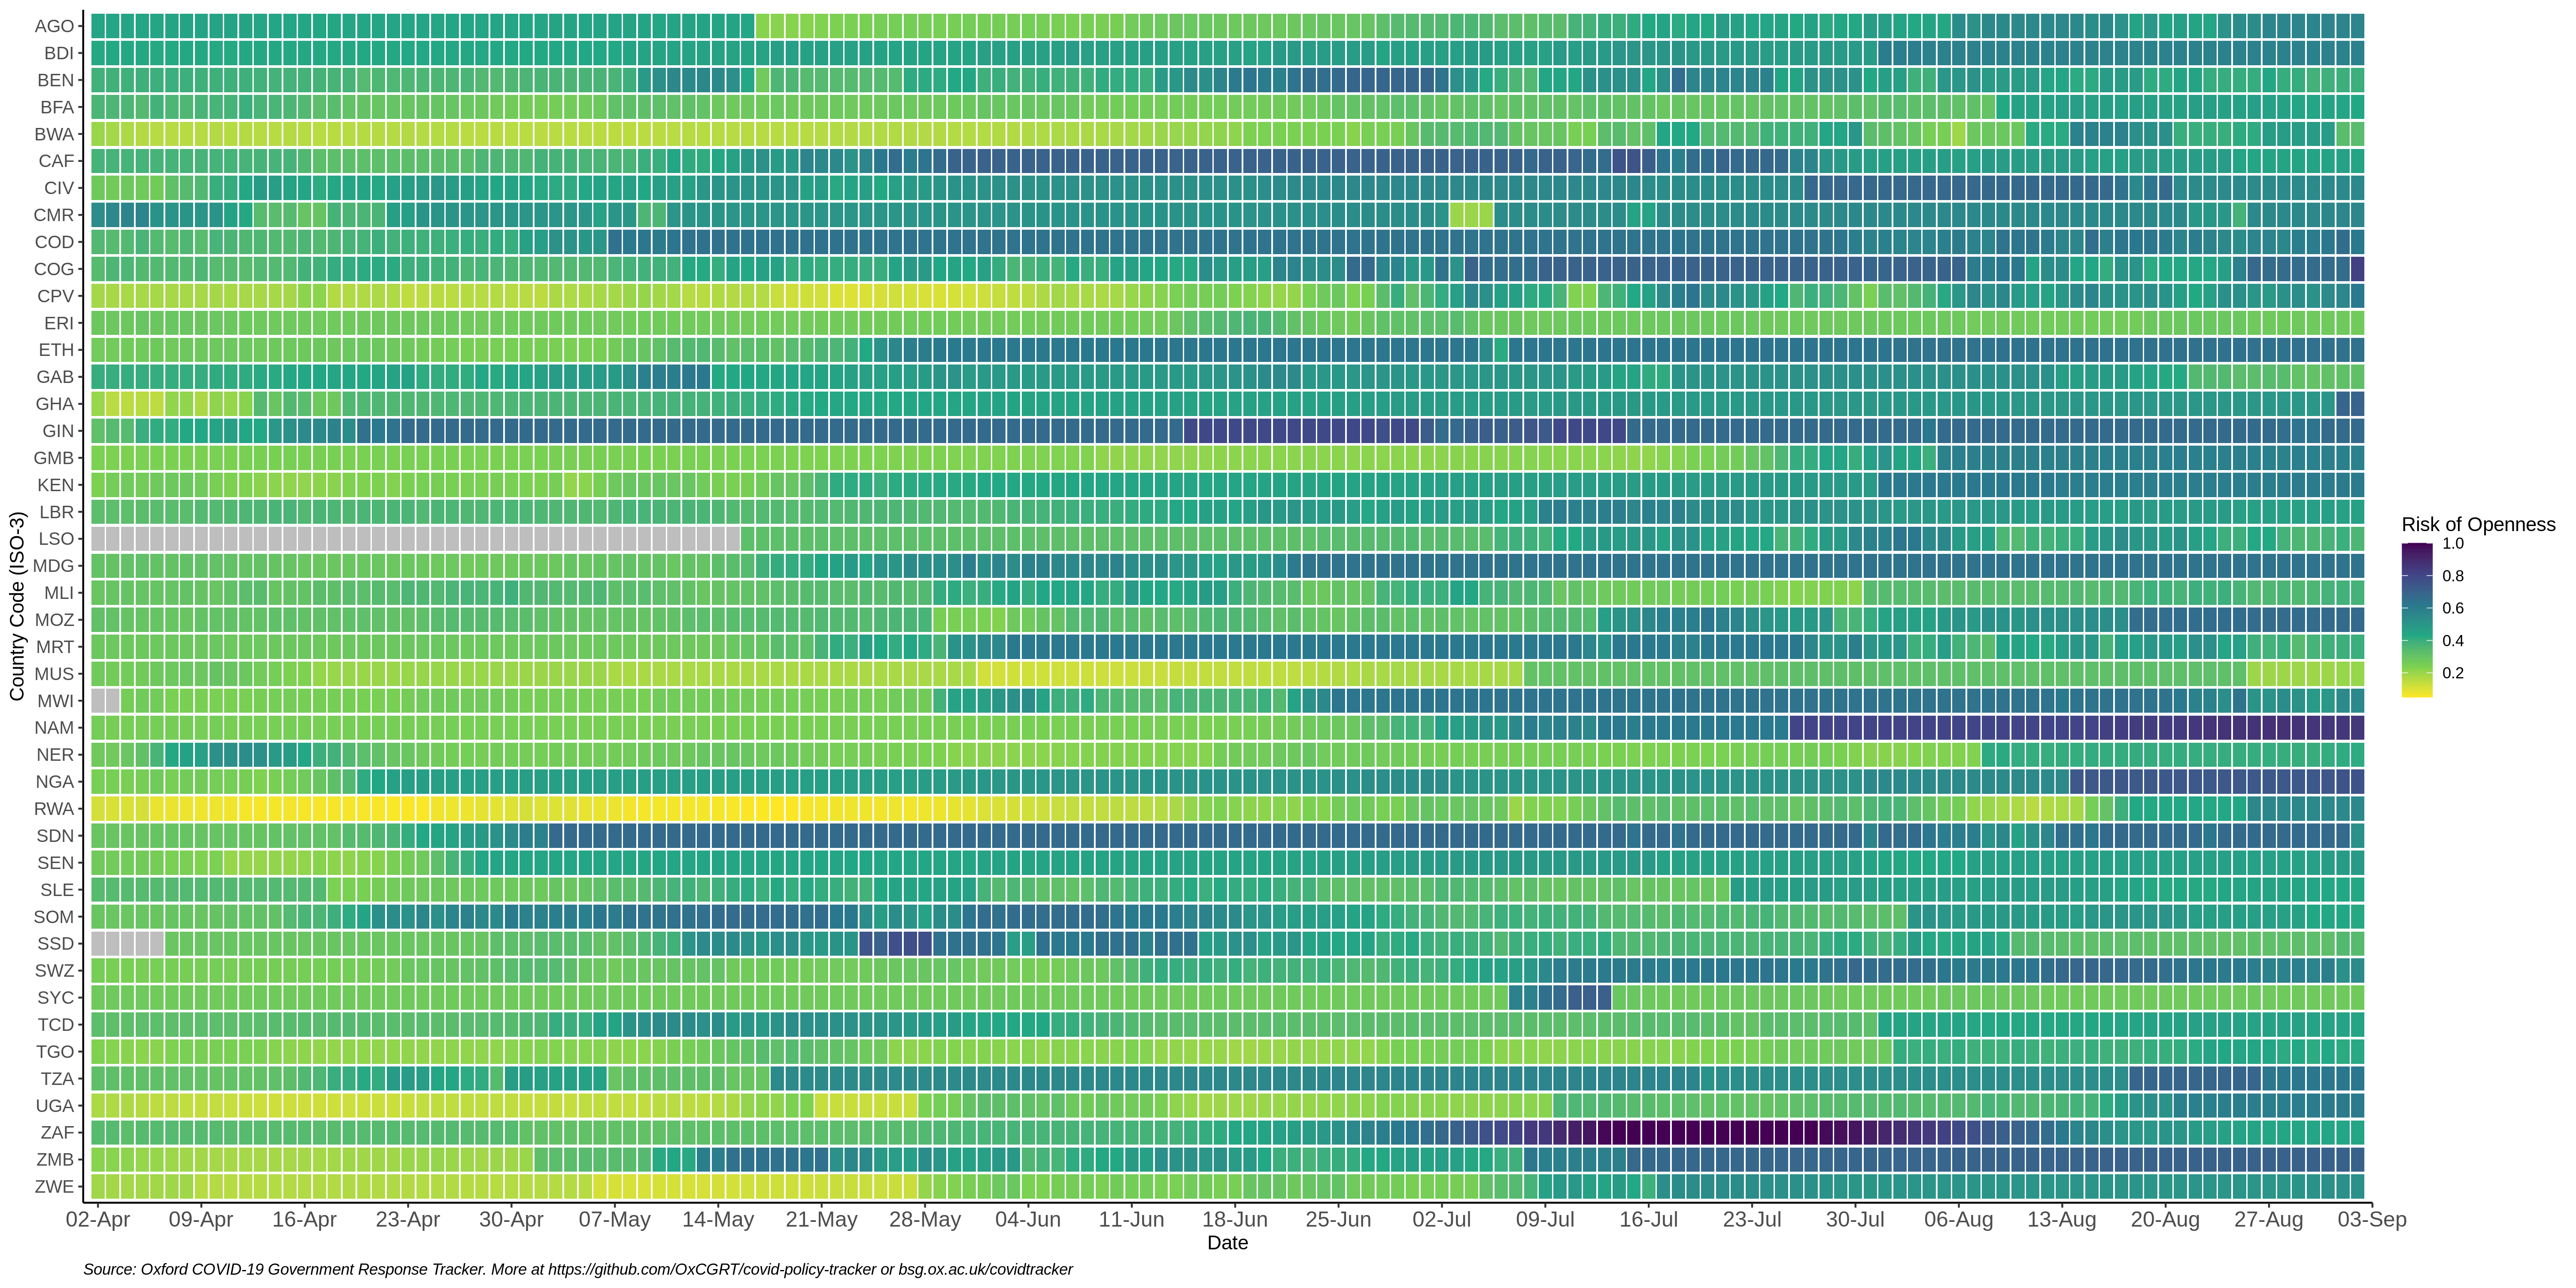 Country Code (ISO-3)
AGO
BDI
BEN
BFA
BWA
CAF
CIV
CMR
COD
COG
CPV
ERI
ETH
GAB
GHA
GIN
GMB
KEN
LBR
LSO
MDG
MLI
MOZ
MRT
MUS
MWI
NAM
NER
NGA
RWA
SDN
SEN
SLE
SOM
SSD
SWZ
SYC
TCD
TGO
TZA
UGA
ZAF
ZMB
ZWE
02-Apr 09-Apr 16-Apr 23-Apr 30-Apr 07-May 14-May 21-May 28-May 04-Jun 11-Jun 18-Jun 25-Jun 02-Jul 09-Jul 16-Jul 23-Jul 30-Jul 06-Aug 13-Aug 20-Aug 27-Aug 03-Sep
Date
Risk of Openness
1.0
0.8
0.6
0.4
0.2
Source: Oxford COVID-19 Government Response Tracker. More at https://github.com/OxCGRT/covid-policy-tracker or bsg.ox.ac.uk/covidtracker